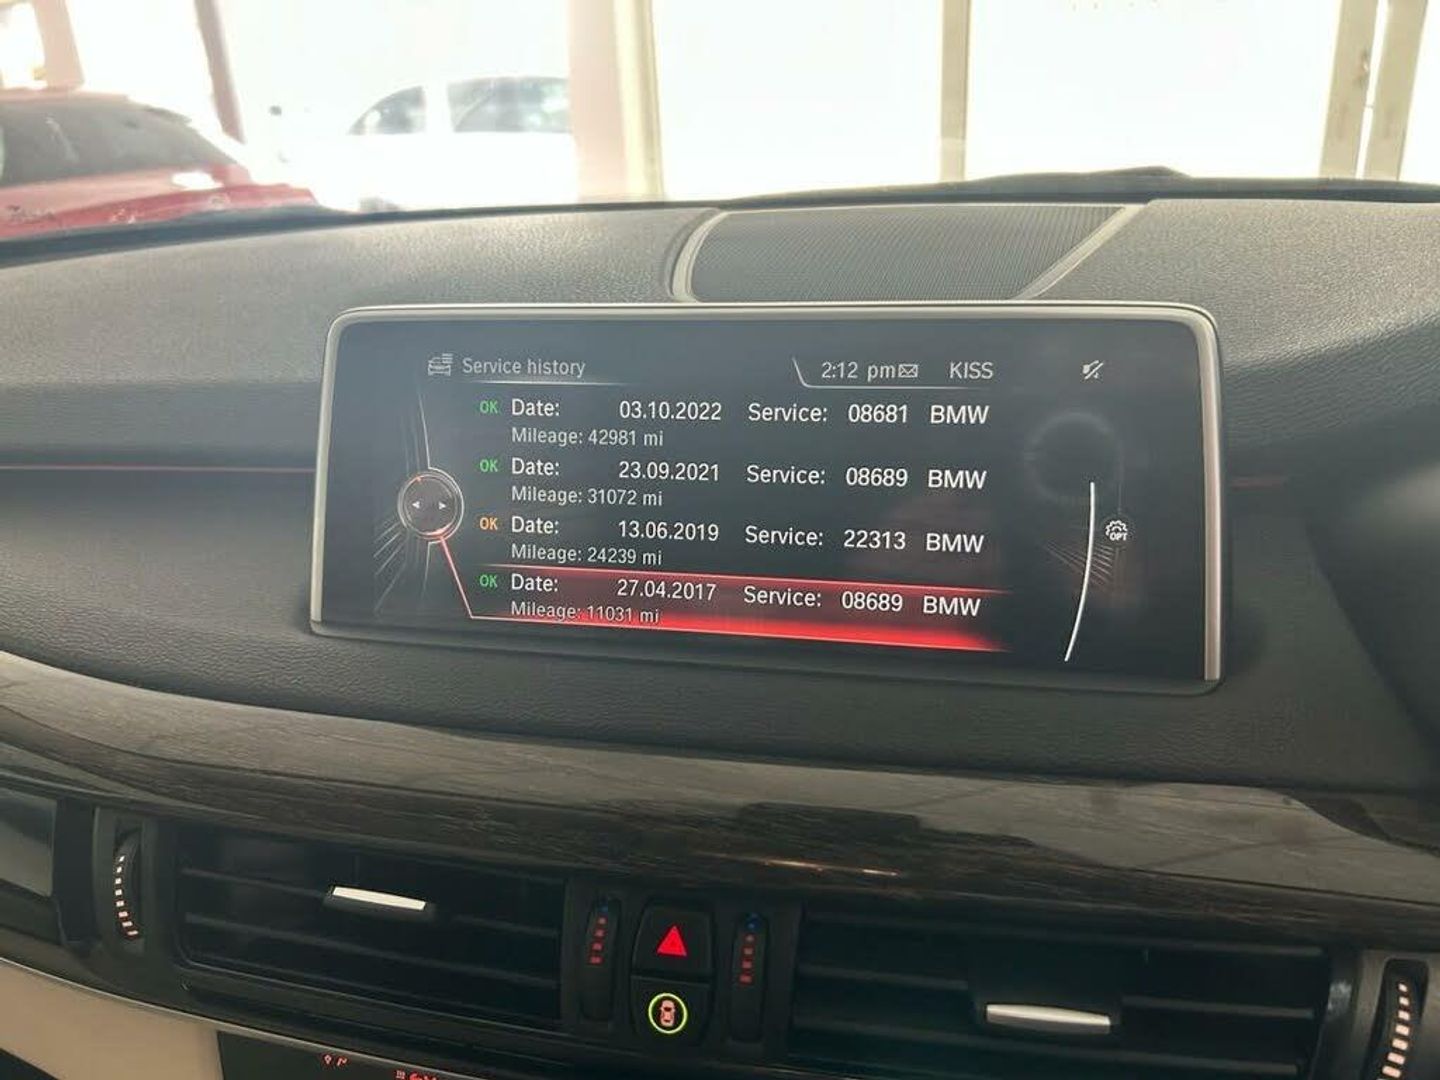 Service history
2:12 pm KISS
OK Date: 03.10.2022 Service: 08681 BMW
Mileage: 42981 mi
OK Date: 23.09.2021 Service: 08689 BMW
Mileage: 31072 mi
OK Date: 13.06.2019 Service: 22313 BMW
Mileage: 24239 mi
OK Date: 27.04.2017 Service: 08689 BMW
Mileage: 11031 mi
OPT